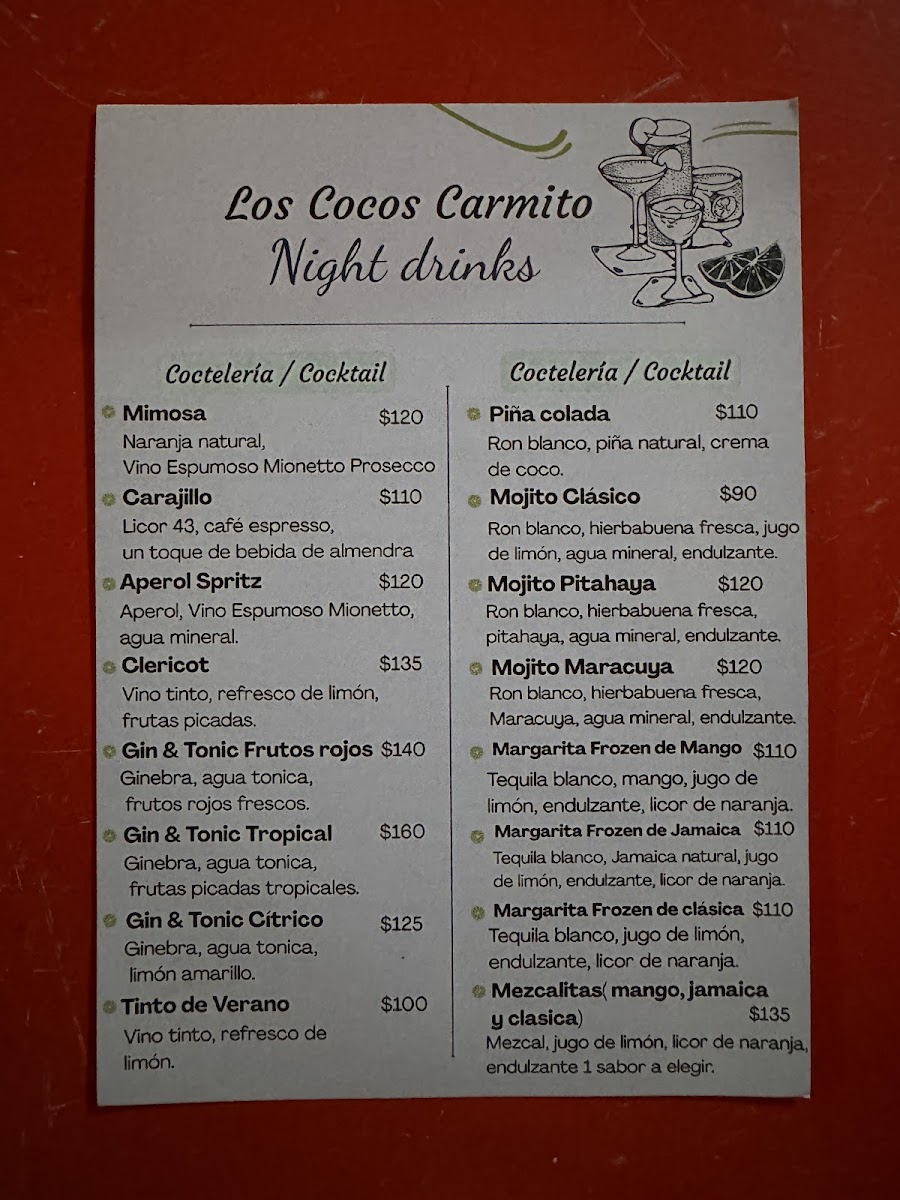 Los Cocos Carmito
Night drinks
Coctelería / Cocktail
Mimosa $120
Naranja natural,
Vino Espumoso Mionetto Prosecco
Carajillo $110
Licor 43, café espresso,
un toque de bebida de almendra
Aperol Spritz $120
Aperol, Vino Espumoso Mionetto,
agua mineral.
Clericot $135
Vino tinto, refresco de limón,
frutas picadas.
Gin & Tonic Frutos rojos $140
Ginebra, agua tonica,
frutos rojos frescos.
Gin & Tonic Tropical $160
Ginebra, agua tonica,
frutas picadas tropicales.
Gin & Tonic Cítrico $125
Ginebra, agua tonica,
limón amarillo.
Tinto de Verano $100
Vino tinto, refresco de
limón.
Coctelería / Cocktail
Piña colada $110
Ron blanco, piña natural, crema
de coco.
Mojito Clásico $90
Ron blanco, hierbabuena fresca, jugo
de limón, agua mineral, endulzante.
Mojito Pitahaya $120
Ron blanco, hierbabuena fresca,
pitahaya, agua mineral, endulzante.
Mojito Maracuya $120
Ron blanco, hierbabuena fresca,
Maracuya, agua mineral, endulzante.
Margarita Frozen de Mango $110
Tequila blanco, mango, jugo de
limón, endulzante, licor de naranja.
Margarita Frozen de Jamaica $110
Tequila blanco, Jamaica natural, jugo
de limón, endulzante, licor de naranja.
Margarita Frozen de clásica $110
Tequila blanco, jugo de limón,
endulzante, licor de naranja.
Mezcalitas( mango, jamaica
y clasica) $135
Mezcal, jugo de limón, licor de naranja,
endulzante 1 sabor a elegir.